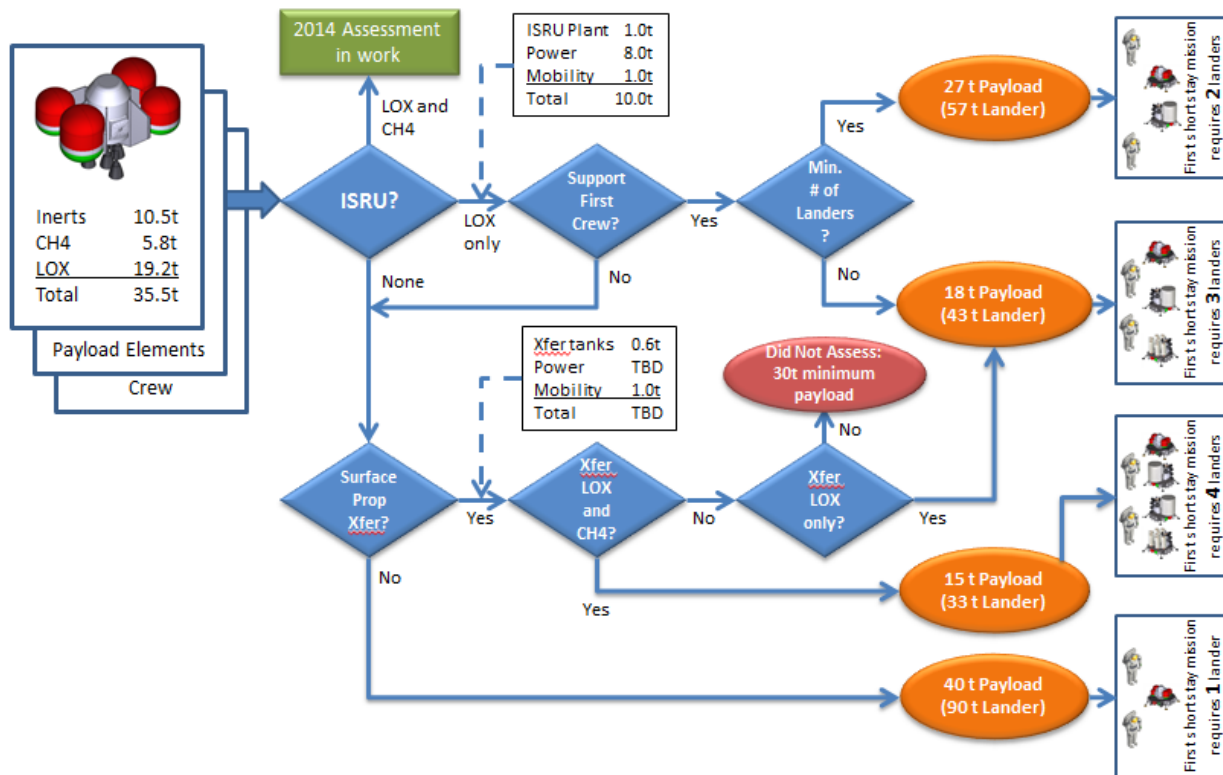 2014 Assessment
in work
ISRU Plant 1.0t
Power 8.0t
Mobility 1.0t
Total 10.0t
LOX and
CH4
ISRU?
LOX
only
Support
First
Crew?
Yes
Min.
# of
Landers
?
Yes
27 t Payload
(57 t Lander)
First short stay mission
requires 2 landers
Inerts 10.5t
CH4 5.8t
LOX 19.2t
Total 35.5t
Payload Elements
Crew
None
No
No
18 t Payload
(43 t Lander)
First short stay mission
requires 3 landers
Xfer tanks 0.6t
Power TBD
Mobility 1.0t
Total TBD
Did Not Assess:
30t minimum
payload
No
Surface
Prop
Xfer?
Yes
Xfer
LOX
and
CH4?
No
Xfer
LOX
only?
Yes
First short stay mission
requires 4 landers
No
Yes
15 t Payload
(33 t Lander)
40 t Payload
(90 t Lander)
First short stay mission
requires 1 lander